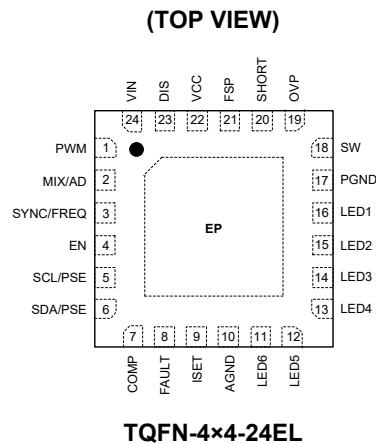 (TOP VIEW)
VIN
DIS
VCC
FSP
SHORT
OVP
24
23
22
21
20
19
PWM 1
MIX/AD 2
SYNC/FREQ 3
EN 4
SCL/PSE 5
SDA/PSE 6
EP
18 SW
17 PGND
16 LED1
15 LED2
14 LED3
13 LED4
7
8
9
10
11
12
COMP
FAULT
ISET
AGND
LED6
LED5
TQFN-4×4-24EL